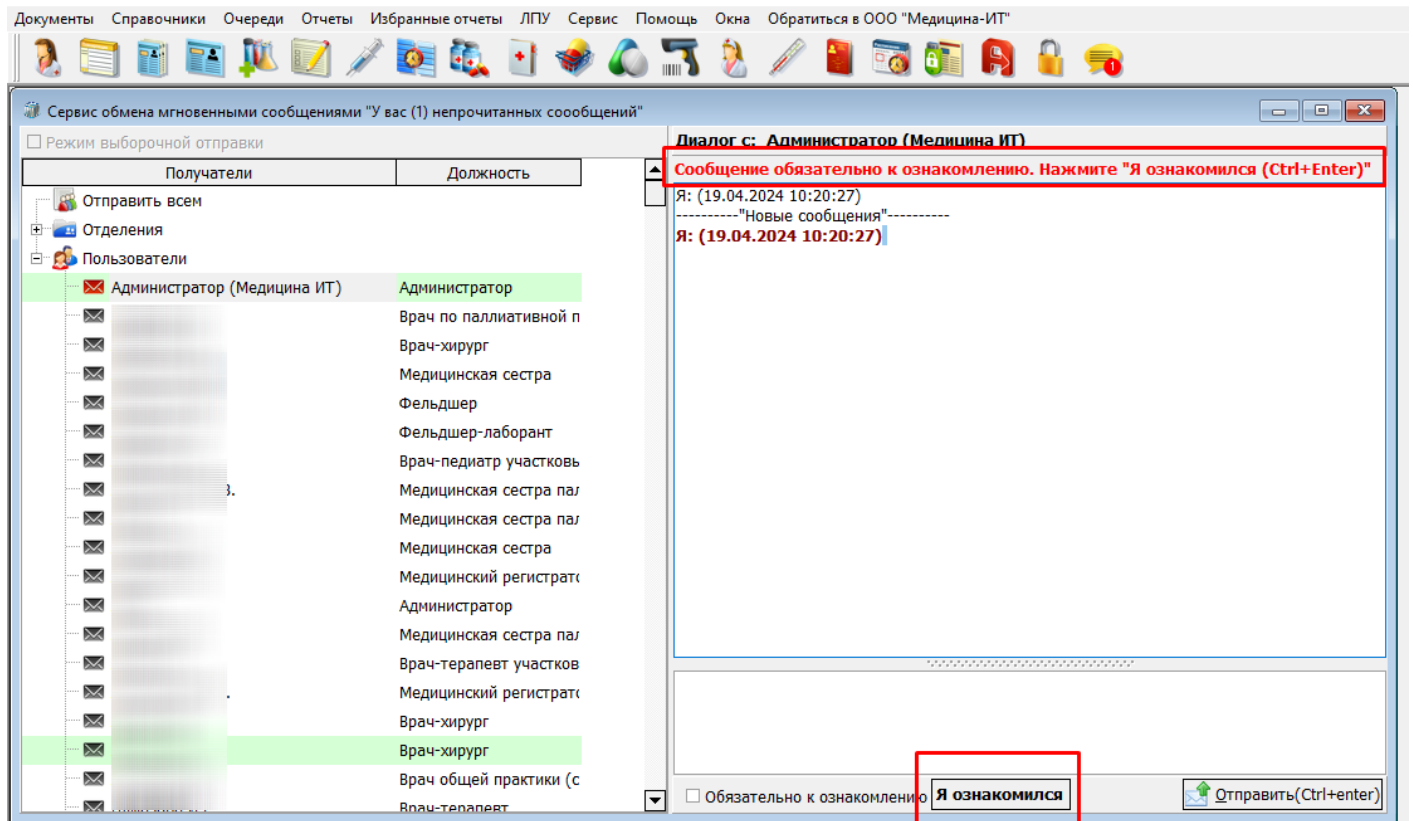 Документы Справочники Очереди Отчеты Избранные отчеты ЛПУ Сервис Помощь Окна Обратиться в ООО "Медицина-ИТ"
1
Сервис обмена мгновенными сообщениями "У вас (1) непрочитанных соообщений"
Режим выборочной отправки
Диалог с: Администратор (Медицина ИТ)
Сообщение обязательно к ознакомлению. Нажмите "Я ознакомился (Ctrl+Enter)"
Получатели Должность
Я: (19.04.2024 10:20:27)
----------"Новые сообщения"----------
Я: (19.04.2024 10:20:27)
Отправить всем
Отделения
Пользователи
Администратор (Медицина ИТ) Администратор
Врач по паллиативной п
Врач-хирург
Медицинская сестра
Фельдшер
Фельдшер-лаборант
Врач-педиатр участковь
Медицинская сестра пал
Медицинская сестра пал
Медицинская сестра
Медицинский регистрато
Администратор
Медицинская сестра пал
Врач-терапевт участков
Медицинский регистрато
Врач-хирург
Врач-хирург
Врач общей практики (с
Врач-терапевт
Обязательно к ознакомлению Я ознакомился Отправить(Ctrl+enter)